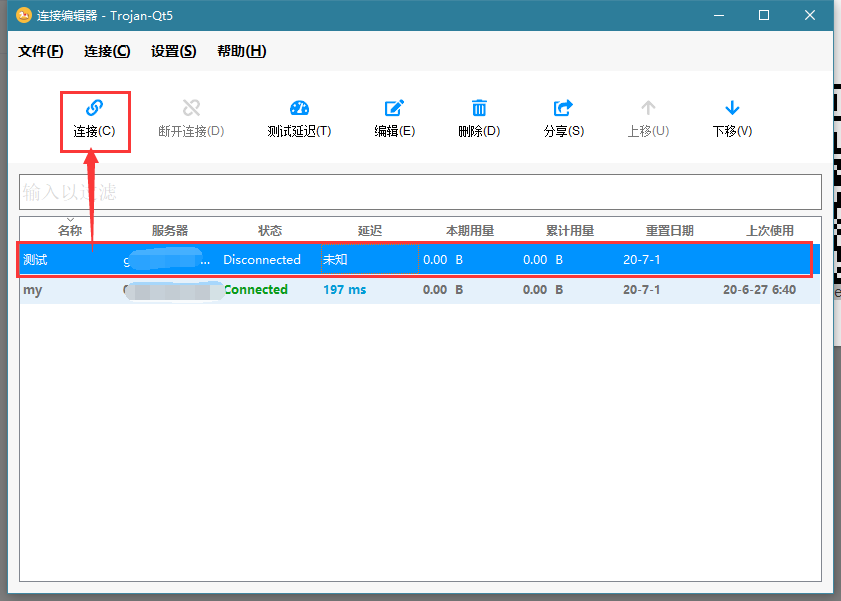 连接编辑器 - Trojan-Qt5
文件(F) 连接(C) 设置(S) 帮助(H)
连接(C) 断开连接(D) 测试延迟(T) 编辑(E) 删除(D) 分享(S) 上移(U) 下移(V)
输入以过滤
名称 服务器 状态 延迟 本期用量 累计用量 重置日期 上次使用
测试 g ... Disconnected 未知 0.00 B 0.00 B 20-7-1
my Connected 197 ms 0.00 B 0.00 B 20-7-1 20-6-27 6:40